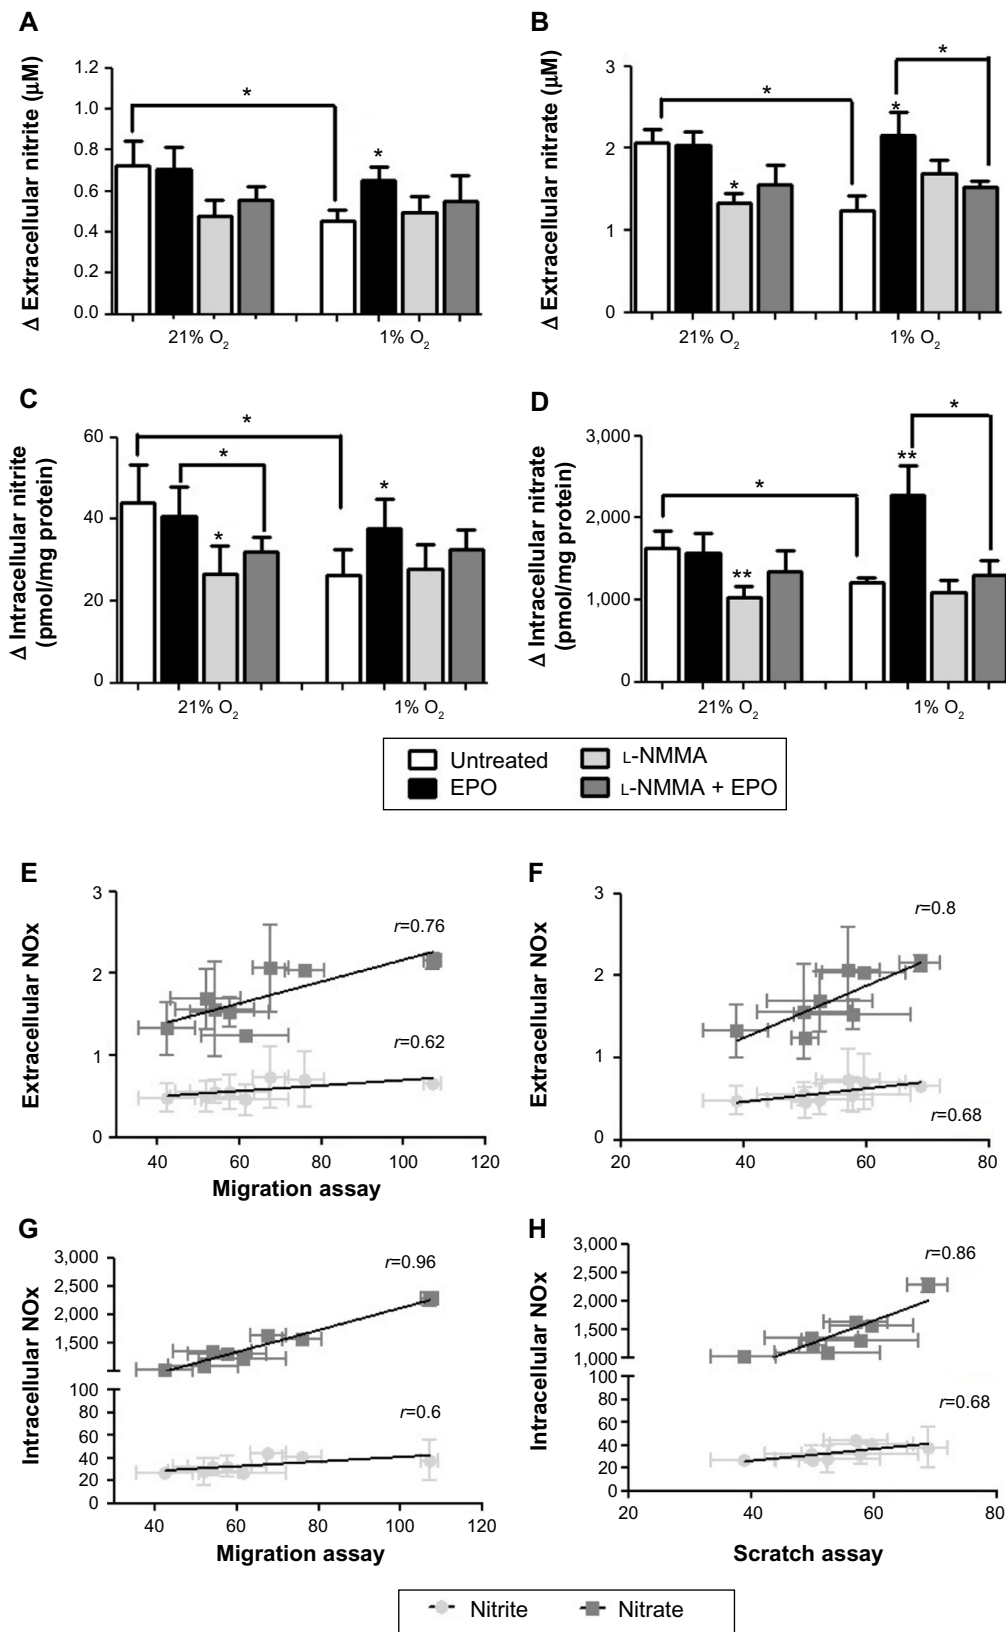 A
Δ Extracellular nitrite (μM)
1.2
1.0
0.8
0.6
0.4
0.2
0.0
*
*
21% O₂
1% O₂
B
Δ Extracellular nitrate (μM)
3
2
1
0
*
*
*
*
21% O₂
1% O₂
C
Δ Intracellular nitrite
(pmol/mg protein)
60
40
20
0
*
*
*
*
21% O₂
1% O₂
D
Δ Intracellular nitrate
(pmol/mg protein)
3,000
2,000
1,000
0
*
**
**
*
21% O₂
1% O₂
Untreated
L-NMMA
EPO
L-NMMA + EPO
E
Extracellular NOx
3
2
1
0
r=0.76
r=0.62
40
60
80
100
120
Migration assay
F
Extracellular NOx
3
2
1
0
r=0.8
r=0.68
20
40
60
80
G
Intracellular NOx
3,000
2,500
2,000
1,500
100
80
60
40
20
0
r=0.96
r=0.6
40
60
80
100
120
Migration assay
H
Intracellular NOx
3,000
2,500
2,000
1,500
1,000
100
80
60
40
20
0
r=0.86
r=0.68
20
40
60
80
Scratch assay
Nitrite
Nitrate